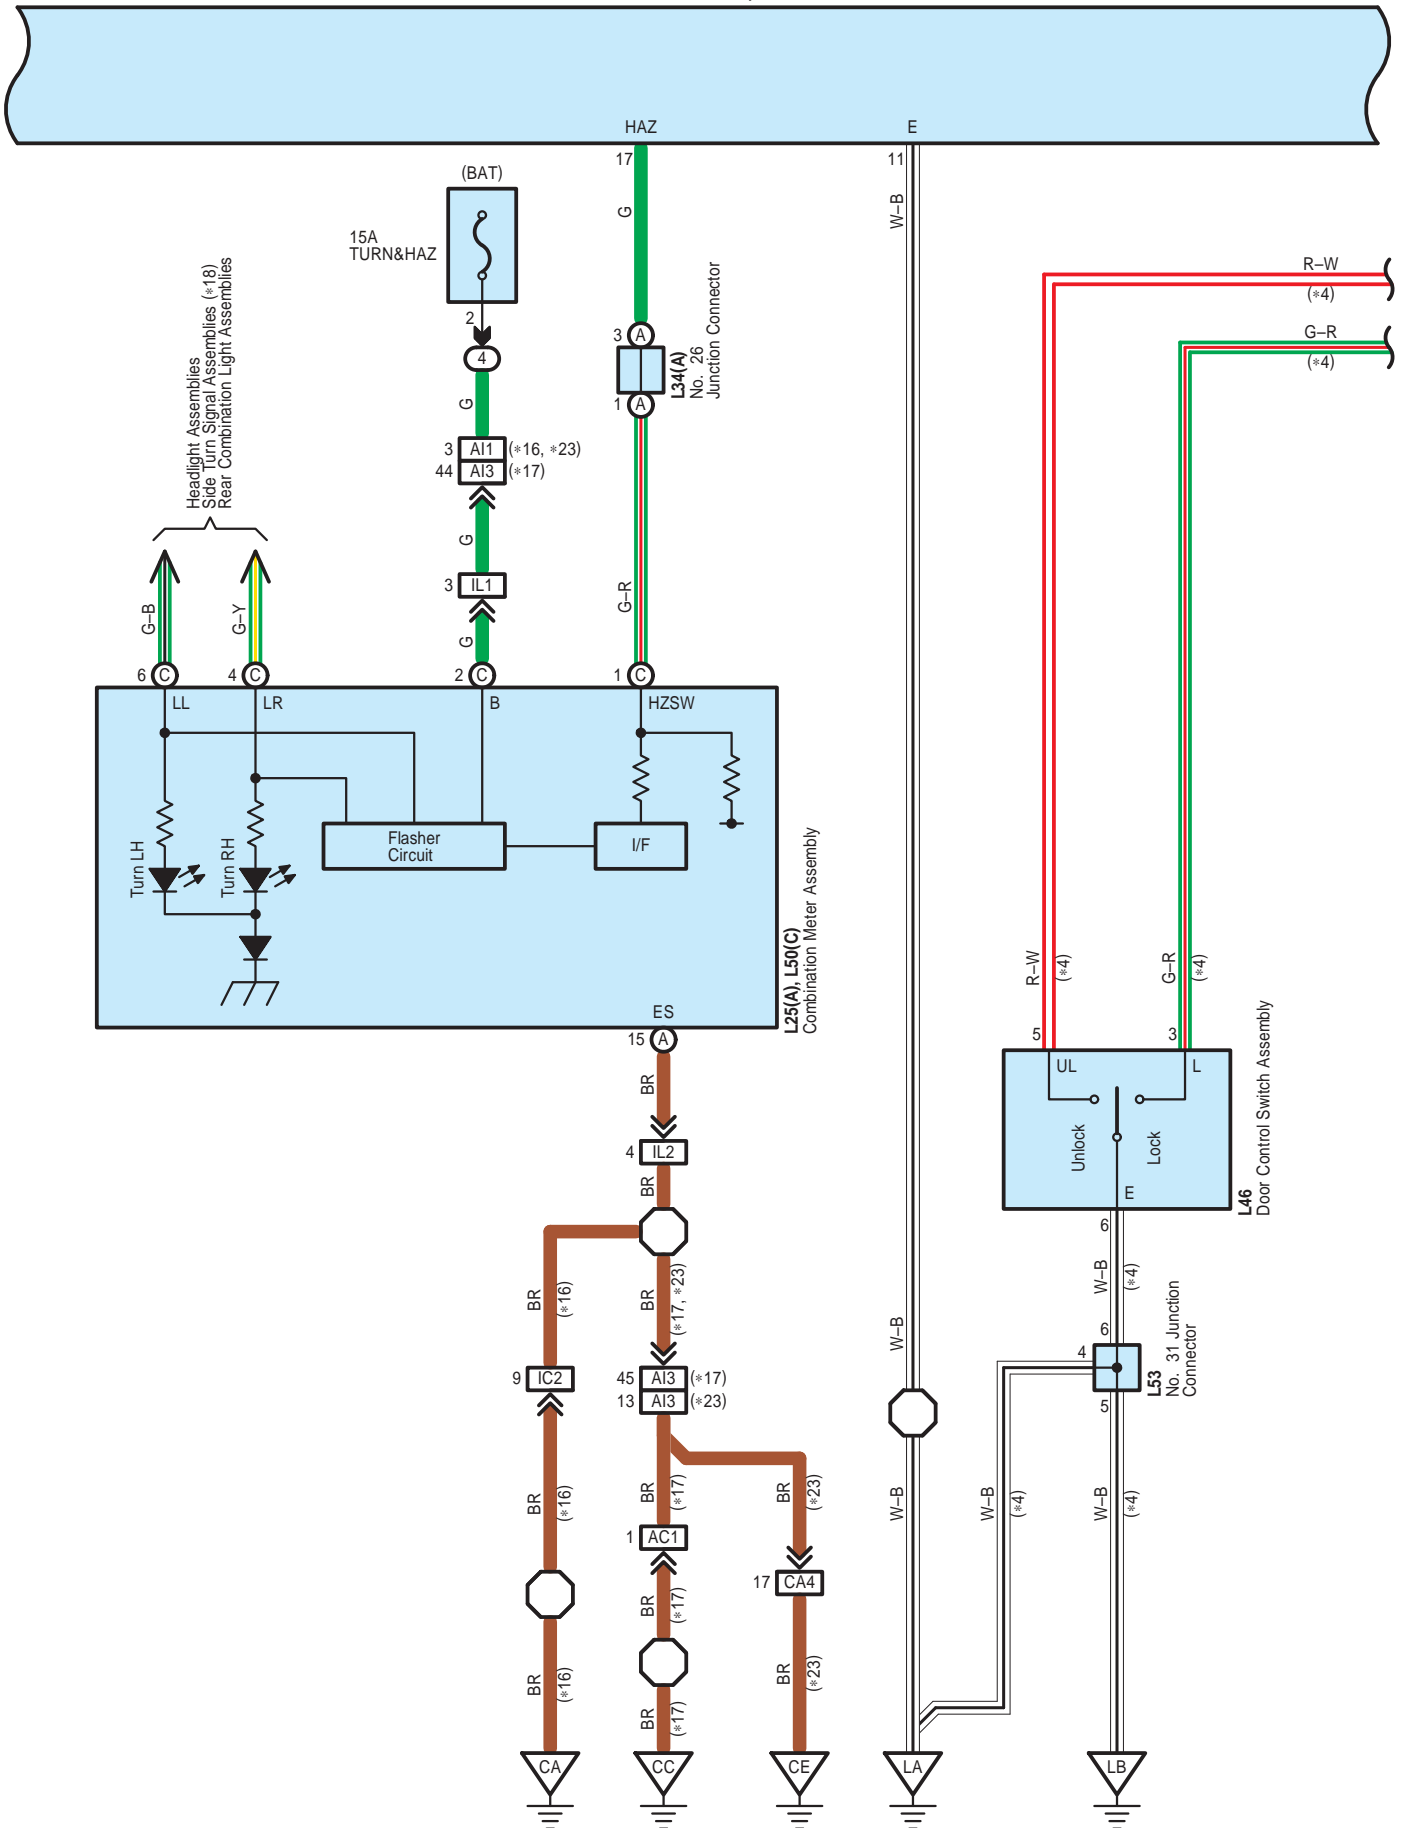 HAZ
E
17
11
G
W–B
(BAT)
15A
TURN&HAZ
2
4
G
3 AI1 (*16, *23)
44 AI3 (*17)
G
3 IL1
G
Headlight Assemblies
Side Turn Signal Assemblies (*18)
Rear Combination Light Assemblies
3 A
L34(A)
No. 26
Junction Connector
1 A
G–R
R–W
(*4)
G–R
(*4)
G–B
G–Y
6 C
4 C
2 C
1 C
LL
LR
B
HZSW
Turn LH
Turn RH
Flasher
Circuit
I/F
L25(A), L50(C)
Combination Meter Assembly
ES
15 A
R–W
(*4)
G–R
(*4)
5
3
UL
L
Unlock
Lock
E
L46
Door Control Switch Assembly
6
W–B
(*4)
6
4
5
L53
No. 31 Junction
Connector
BR
4 IL2
BR
BR
(*16)
BR
(*17, *23)
W–B
9 IC2
45 AI3 (*17)
13 AI3 (*23)
BR
(*16)
BR
(*17)
BR
(*23)
W–B
W–B
(*4)
W–B
(*4)
1 AC1
17 CA4
BR
(*17)
BR
(*16)
BR
(*17)
BR
(*23)
CA
CC
CE
LA
LB